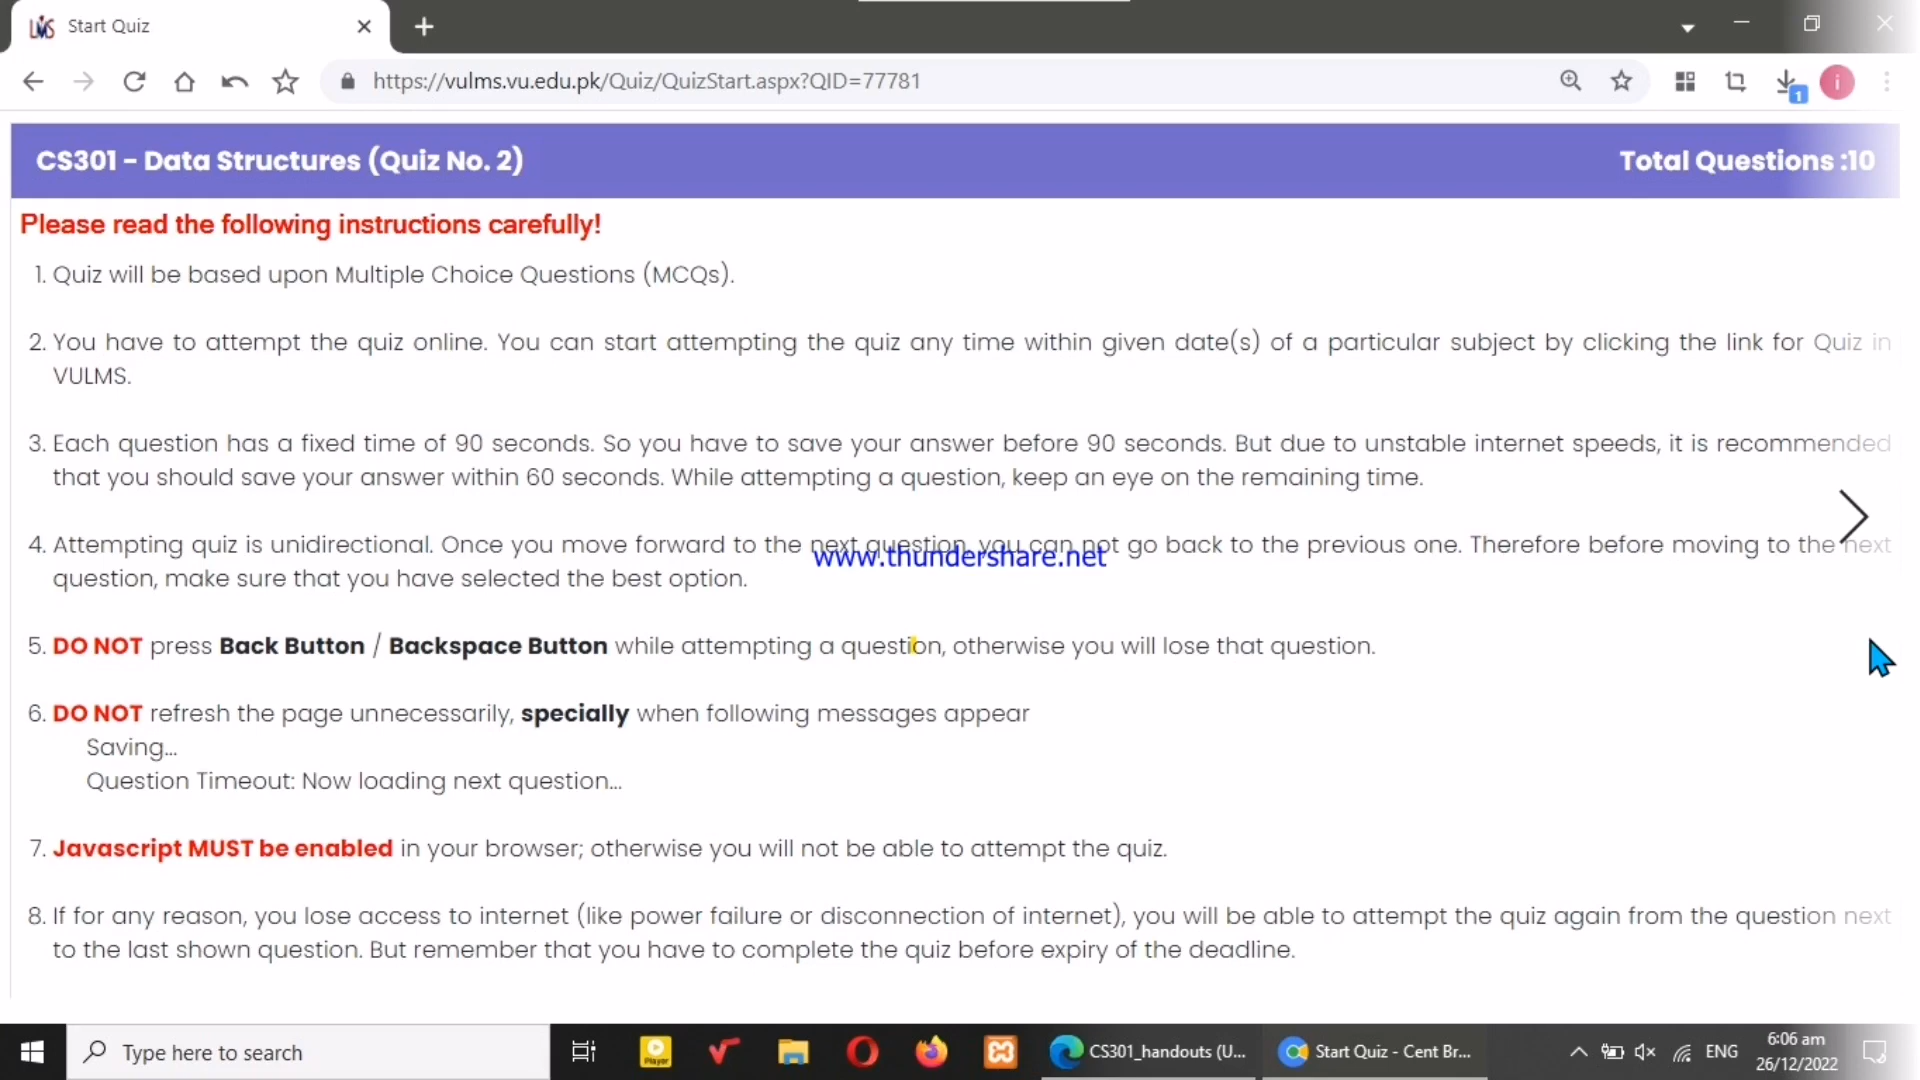 LMS Start Quiz
https://vulms.vu.edu.pk/Quiz/QuizStart.aspx?QID=77781
1
i
CS301 - Data Structures (Quiz No. 2) Total Questions :10
Please read the following instructions carefully!
1. Quiz will be based upon Multiple Choice Questions (MCQs).
2. You have to attempt the quiz online. You can start attempting the quiz any time within given date(s) of a particular subject by clicking the link for Quiz in
VULMS.
3. Each question has a fixed time of 90 seconds. So you have to save your answer before 90 seconds. But due to unstable internet speeds, it is recommended
that you should save your answer within 60 seconds. While attempting a question, keep an eye on the remaining time.
4. Attempting quiz is unidirectional. Once you move forward to the next question, you can not go back to the previous one. Therefore before moving to the next
www.thundershare.net
question, make sure that you have selected the best option.
5. DO NOT press Back Button / Backspace Button while attempting a question, otherwise you will lose that question.
6. DO NOT refresh the page unnecessarily, specially when following messages appear
Saving...
Question Timeout: Now loading next question...
7. Javascript MUST be enabled in your browser; otherwise you will not be able to attempt the quiz.
8. If for any reason, you lose access to internet (like power failure or disconnection of internet), you will be able to attempt the quiz again from the question next
to the last shown question. But remember that you have to complete the quiz before expiry of the deadline.
Type here to search
Player
CS301_handouts (U...
Start Quiz - Cent Br...
ENG
6:06 am
26/12/2022